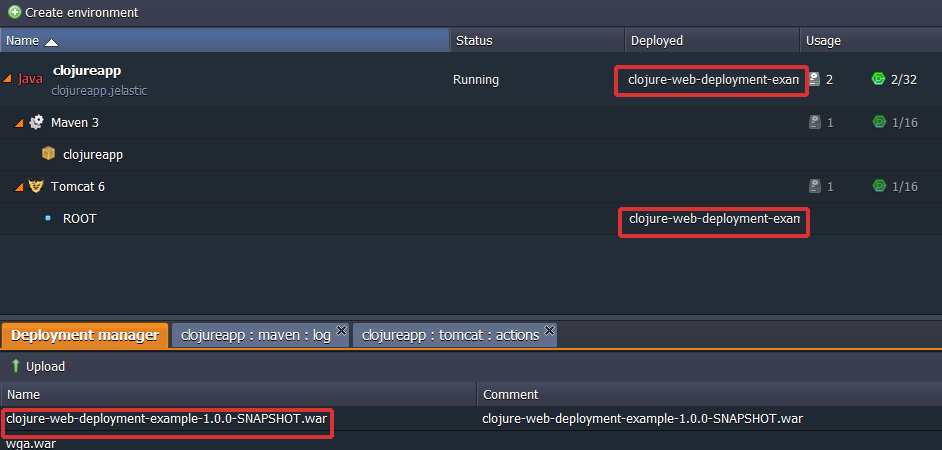 Create environment
Name Status Deployed Usage
Java clojureapp Running clojure-web-deployment-exam 2 2/32
clojureapp.jelastic
Maven 3 1 1/16
clojureapp
Tomcat 6 1 1/16
ROOT clojure-web-deployment-exam
Deployment manager clojureapp : maven : log clojureapp : tomcat : actions
Upload
Name Comment
clojure-web-deployment-example-1.0.0-SNAPSHOT.war clojure-web-deployment-example-1.0.0-SNAPSHOT.war
wga.war